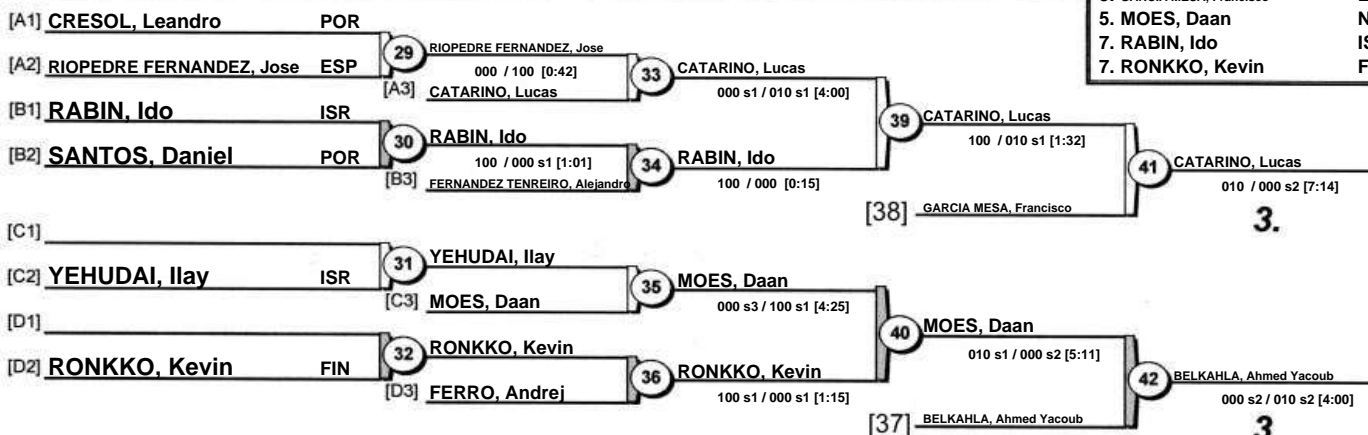 5. MOES, Daan N
7. RABIN, Ido IS
7. RONKKO, Kevin F
[A1] CRESOL, Leandro POR
[A2] RIOPEDRE FERNANDEZ, Jose ESP
29 RIOPEDRE FERNANDEZ, Jose
000 / 100 [0:42]
[A3] CATARINO, Lucas
33 CATARINO, Lucas
000 s1 / 010 s1 [4:00]
[B1] RABIN, Ido ISR
[B2] SANTOS, Daniel POR
30 RABIN, Ido
100 / 000 s1 [1:01]
[B3] FERNANDEZ TENREIRO, Alejandro
34 RABIN, Ido
100 / 000 [0:15]
39 CATARINO, Lucas
100 / 010 s1 [1:32]
[38] GARCIA MESA, Francisco
41 CATARINO, Lucas
010 / 000 s2 [7:14]
3.
[C1]
[C2] YEHUDAI, Ilay ISR
31 YEHUDAI, Ilay
[C3] MOES, Daan
35 MOES, Daan
000 s3 / 100 s1 [4:25]
[D1]
[D2] RONKKO, Kevin FIN
32 RONKKO, Kevin
[D3] FERRO, Andrej
36 RONKKO, Kevin
100 s1 / 000 s1 [1:15]
40 MOES, Daan
010 s1 / 000 s2 [5:11]
[37] BELKAHLA, Ahmed Yacoub
42 BELKAHLA, Ahmed Yacoub
000 s2 / 010 s2 [4:00]
3